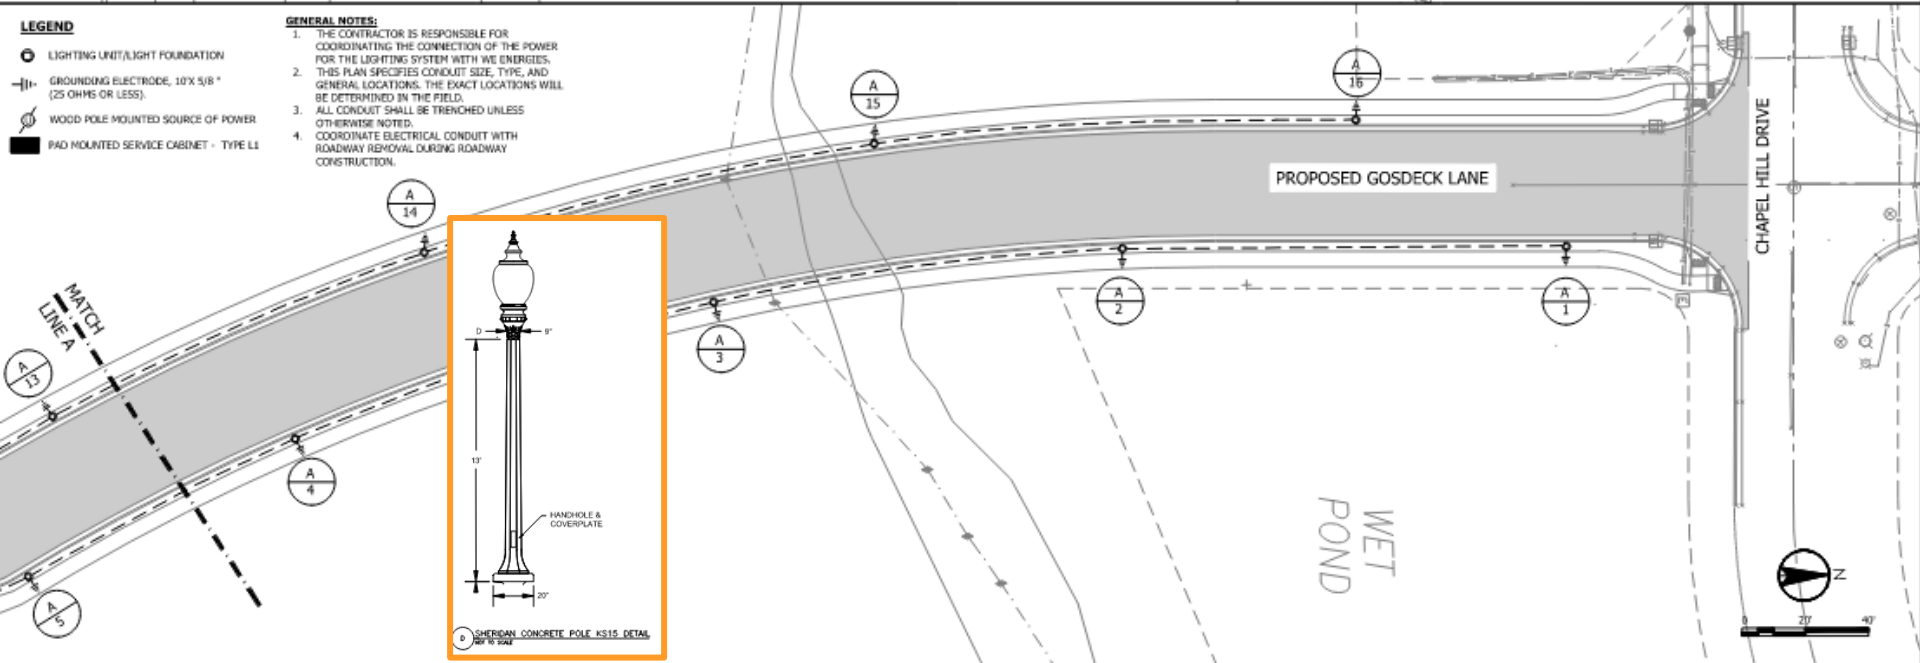 LEGEND
LIGHTING UNIT/LIGHT FOUNDATION
GROUNDING ELECTRODE, 10'X 5/8 "
(25 OHMS OR LESS).
WOOD POLE MOUNTED SOURCE OF POWER
PAD MOUNTED SERVICE CABINET - TYPE L1
GENERAL NOTES:
1. THE CONTRACTOR IS RESPONSIBLE FOR
COORDINATING THE CONNECTION OF THE POWER
FOR THE LIGHTING SYSTEM WITH WE ENERGIES.
2. THIS PLAN SPECIFIES CONDUIT SIZE, TYPE, AND
GENERAL LOCATIONS. THE EXACT LOCATIONS WILL
BE DETERMINED IN THE FIELD.
3. ALL CONDUIT SHALL BE TRENCHED UNLESS
OTHERWISE NOTED.
4. COORDINATE ELECTRICAL CONDUIT WITH
ROADWAY REMOVAL DURING ROADWAY
CONSTRUCTION.
A
16
A
15
A
14
A
13
MATCH
LINE A
PROPOSED GOSDECK LANE
CHAPEL HILL DRIVE
A
1
A
2
A
3
A
4
A
5
D
9"
13'
HANDHOLE &
COVERPLATE
20"
D
SHERIDAN CONCRETE POLE KS15 DETAIL
NOT TO SCALE
WET
POND
N
0 20' 40'